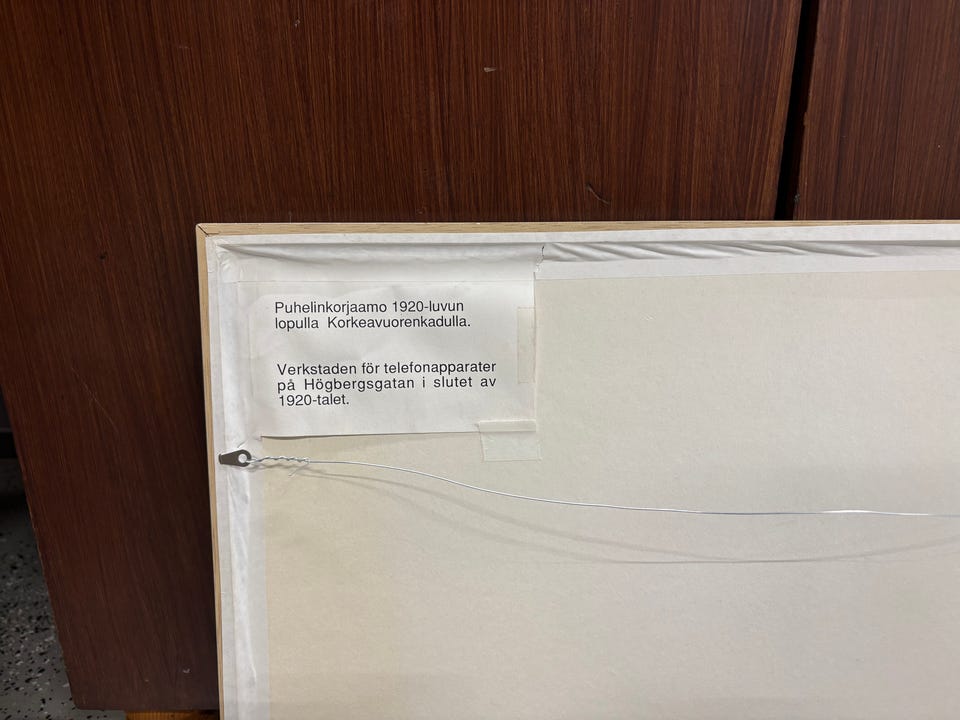 Puhelinkorjaamo 1920-luvun
lopulla Korkeavuorenkadulla.
Verkstaden för telefonapparater
på Högbergsgatan i slutet av
1920-talet.